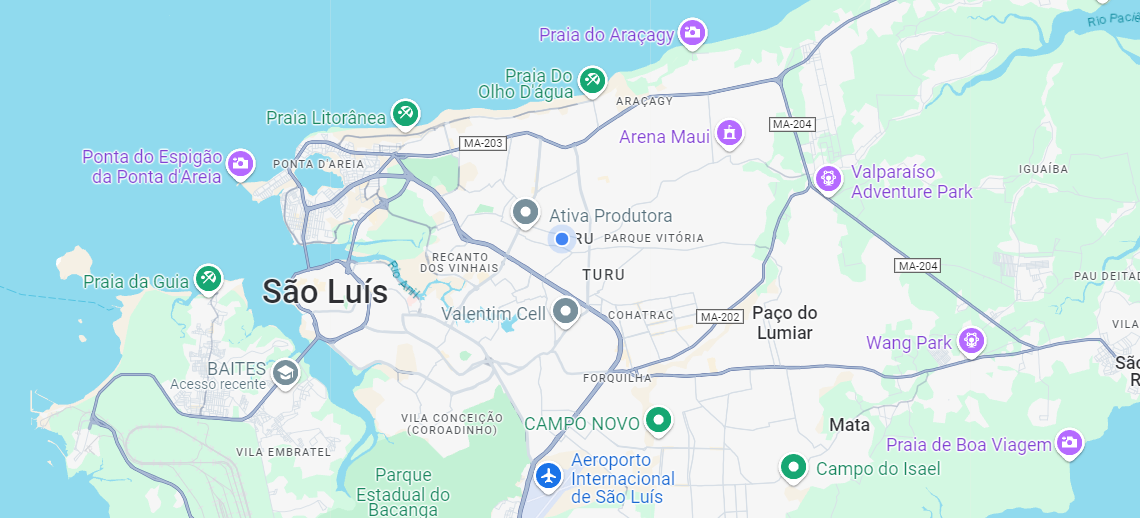 Rio Pac
Praia do Araçagy
Praia Do
Olho D'água
ARAÇAGY
Praia Litorânea
MA-204
Arena Maui
MA-203
Ponta do Espigão
da Ponta d'Areia
PONTA D'AREIA
Valparaíso
Adventure Park
IGUAÍBA
Ativa Produtora
RU
PARQUE VITÓRIA
RECANTO
DOS VINHAIS
TURU
MA-204
PAU DEITAD
Praia da Guia
Rio Anil
São Luís
Valentim Cell
COHATRAC
MA-202
Paço do
Lumiar
VILA
Wang Park
BAITES
Acesso recente
FORQUILHA
São
R
VILA CONCEIÇÃO
(COROADINHO)
CAMPO NOVO
Mata
Praia de Boa Viagem
VILA EMBRATEL
Aeroporto
Internacional
de São Luís
Campo do Isael
Parque
Estadual do
Bacanga